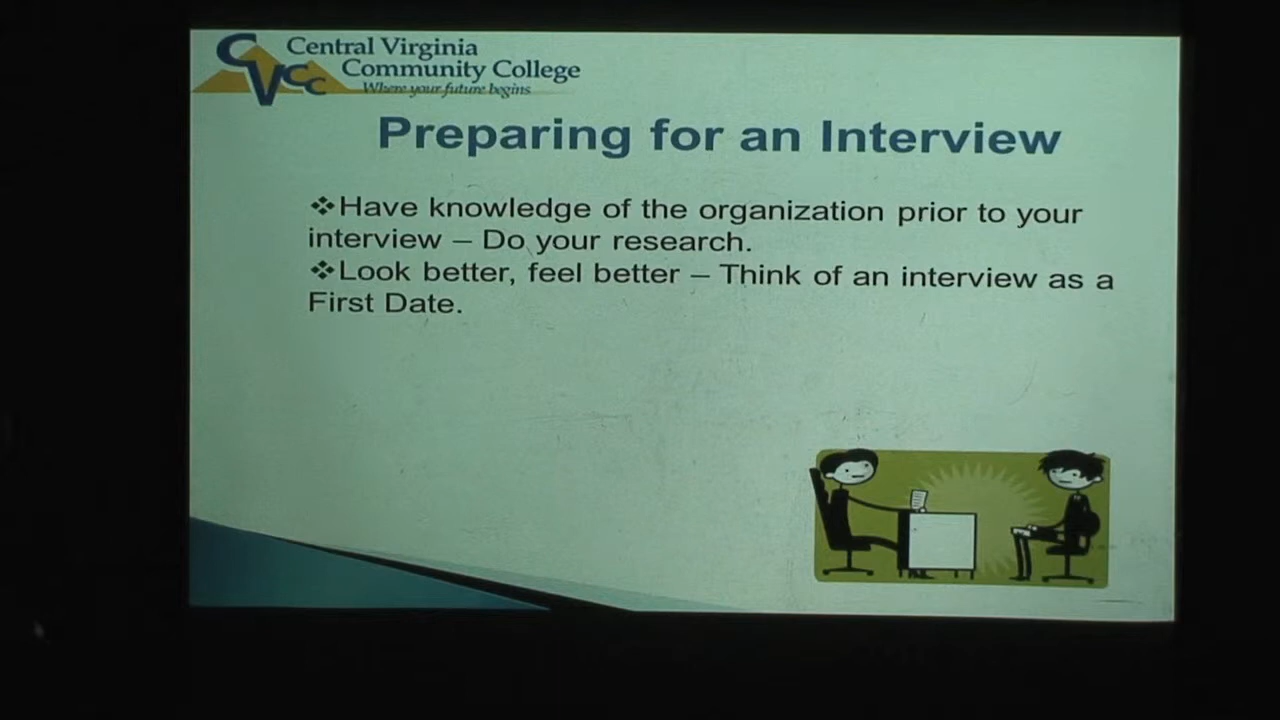 CVCC
Central Virginia
Community College
Where your future begins
Preparing for an Interview
❖Have knowledge of the organization prior to your
interview – Do your research.
❖Look better, feel better – Think of an interview as a
First Date.